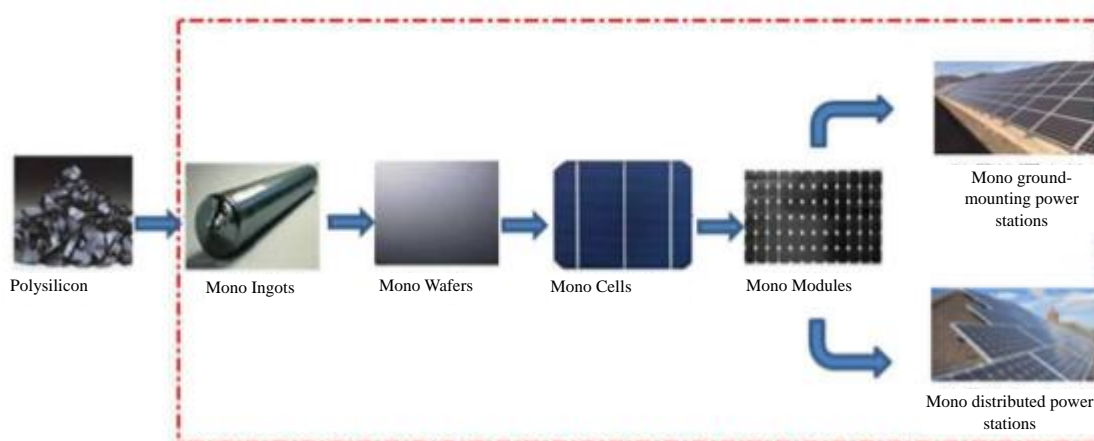 Polysilicon
Mono Ingots
Mono Wafers
Mono Cells
Mono Modules
Mono ground-
mounting power
stations
Mono distributed power
stations